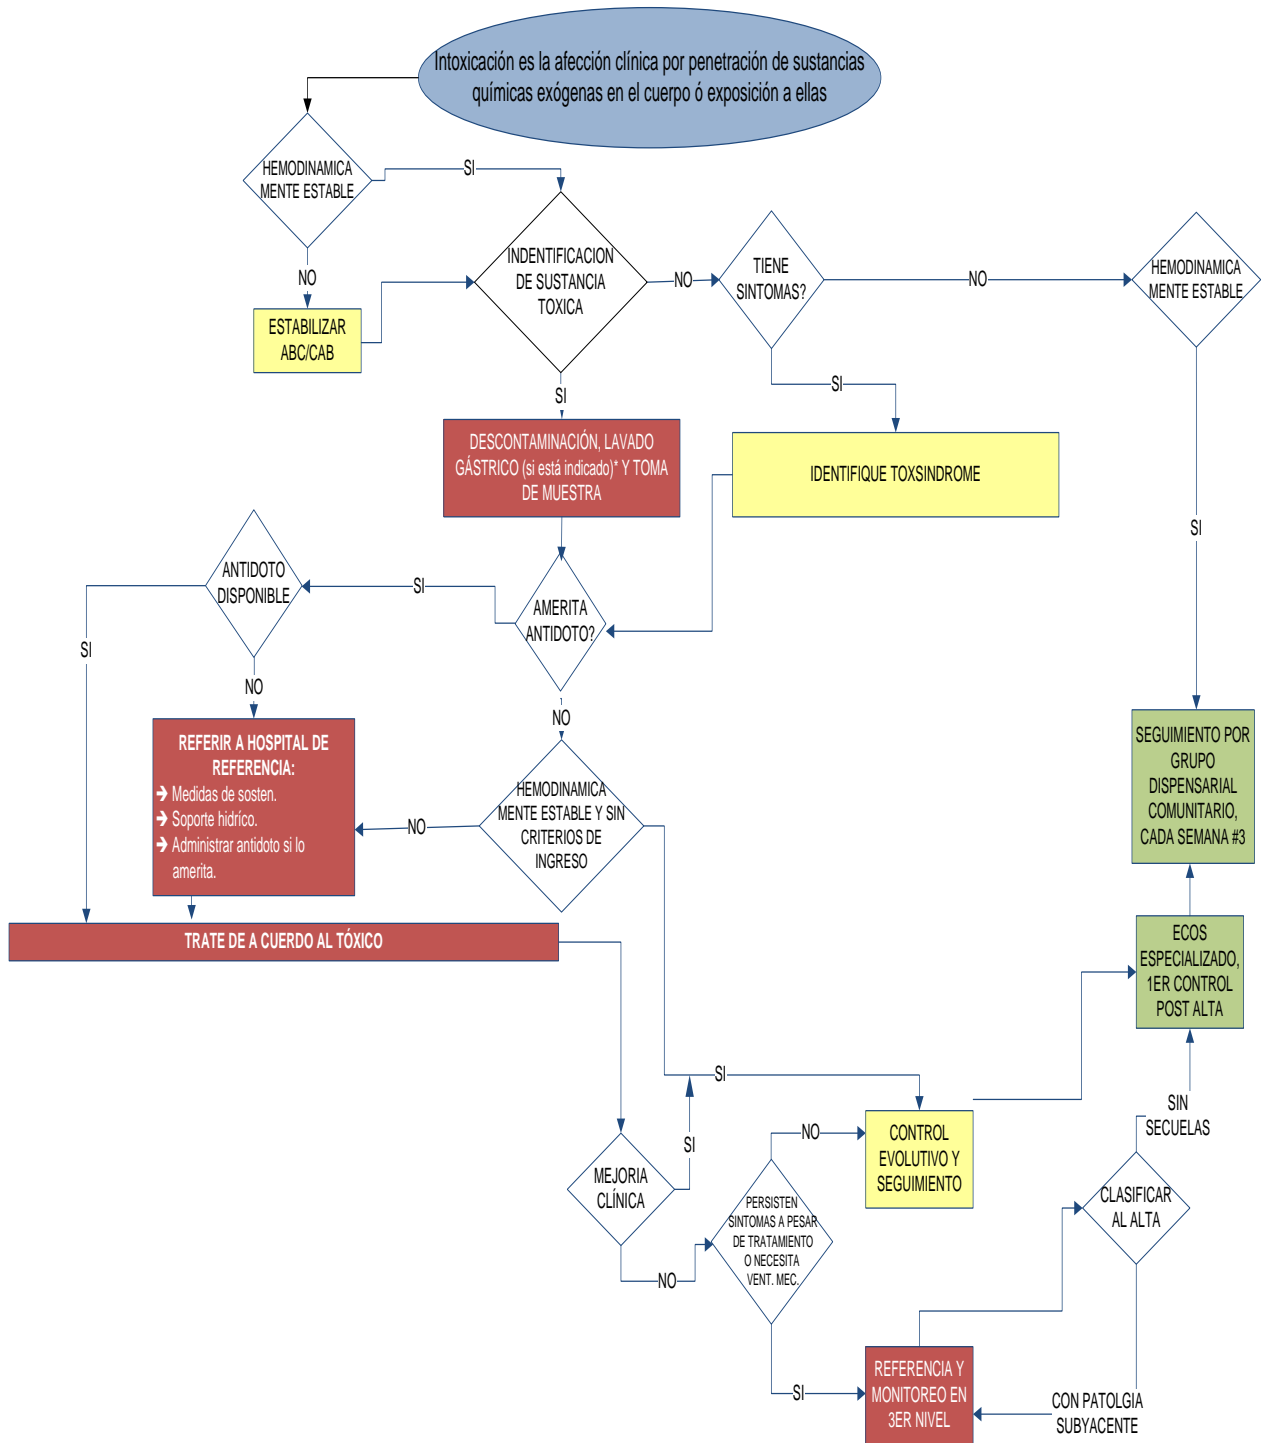 Intoxicación es la afección clínica por penetración de sustancias
químicas exógenas en el cuerpo ó exposición a ellas
HEMODINAMICA
MENTE ESTABLE
SI
NO
ESTABILIZAR
ABC/CAB
INDENTIFICACION
DE SUSTANCIA
TOXICA
NO
TIENE
SINTOMAS?
NO
HEMODINAMICA
MENTE ESTABLE
SI
SI
DESCONTAMINACIÓN, LAVADO
GÁSTRICO (si está indicado)* Y TOMA
DE MUESTRA
IDENTIFIQUE TOXSINDROME
SI
ANTIDOTO
DISPONIBLE
SI
AMERITA
ANTIDOTO?
SI
NO
NO
REFERIR A HOSPITAL DE
REFERENCIA:
➔ Medidas de sosten.
➔ Soporte hidríco.
➔ Administrar antidoto si lo
amerita.
NO
HEMODINAMICA
MENTE ESTABLE Y SIN
CRITERIOS DE
INGRESO
SEGUIMIENTO POR
GRUPO
DISPENSARIAL
COMUNITARIO,
CADA SEMANA #3
TRATE DE A CUERDO AL TÓXICO
ECOS
ESPECIALIZADO,
1ER CONTROL
POST ALTA
SI
SI
SIN
SECUELAS
NO
CONTROL
EVOLUTIVO Y
SEGUIMIENTO
MEJORIA
CLÍNICA
CLASIFICAR
AL ALTA
PERSISTEN
SINTOMAS A PESAR
DE TRATAMIENTO
O NECESITA
VENT. MEC.
NO
SI
REFERENCIA Y
MONITOREO EN
3ER NIVEL
CON PATOLGIA
SUBYACENTE